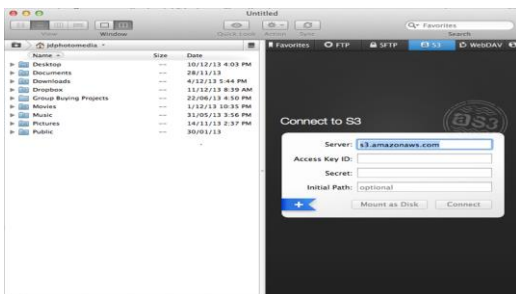 Untitled
Favorites
View Window Quick Look Action Sync Search
jdphotomedia Favorites FTP SFTP S3 WebDAV
Name Size Date
Desktop -- 10/12/13 4:03 PM
Documents -- 28/11/13
Downloads -- 4/12/13 5:44 PM
Dropbox -- 11/12/13 8:39 AM
Group Buying Projects -- 22/06/13 4:50 PM
Movies -- 1/12/13 10:35 PM
Music -- 31/05/13 3:56 PM
Pictures -- 14/11/13 2:37 PM
Public -- 30/01/13
Connect to S3
aS3
Server: s3.amazonaws.com
Access Key ID:
Secret:
Initial Path: optional
Mount as Disk Connect